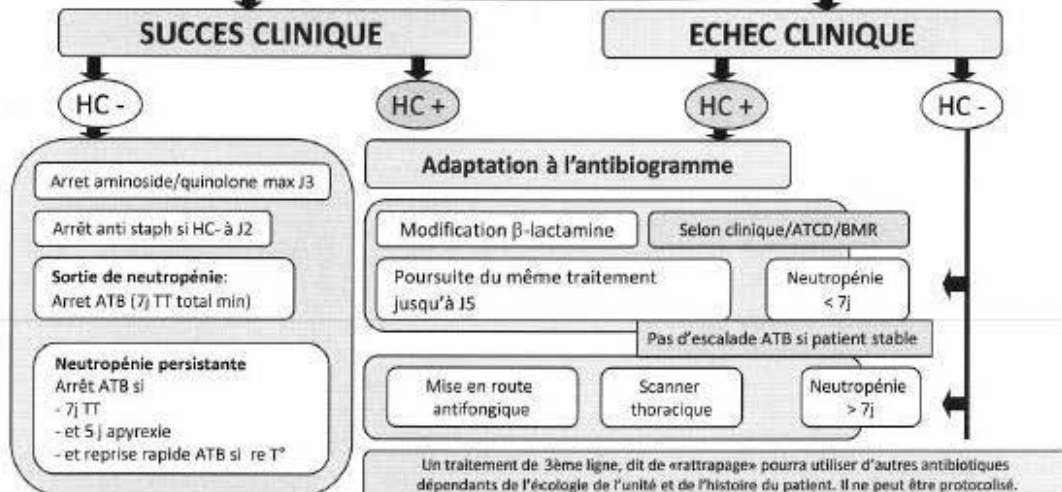 SUCCES CLINIQUE
ECHEC CLINIQUE
HC -
HC +
HC +
HC -
Arret aminoside/quinolone max J3
Arrêt anti staph si HC- à J2
Sortie de neutropénie:
Arret ATB (7j TT total min)
Neutropénie persistante
Arrêt ATB si
- 7j TT
- et 5 j apyrexie
- et reprise rapide ATB si re T°
Adaptation à l'antibiogramme
Modification β-lactamine
Selon clinique/ATCD/BMR
Poursuite du même traitement
jusqu'à J5
Neutropénie
< 7j
Pas d'escalade ATB si patient stable
Mise en route
antifongique
Scanner
thoracique
Neutropénie
> 7j
Un traitement de 3ème ligne, dit de «rattrapage» pourra utiliser d'autres antibiotiques
dépendants de l'écologie de l'unité et de l'histoire du patient. Il ne peut être protocolisé.